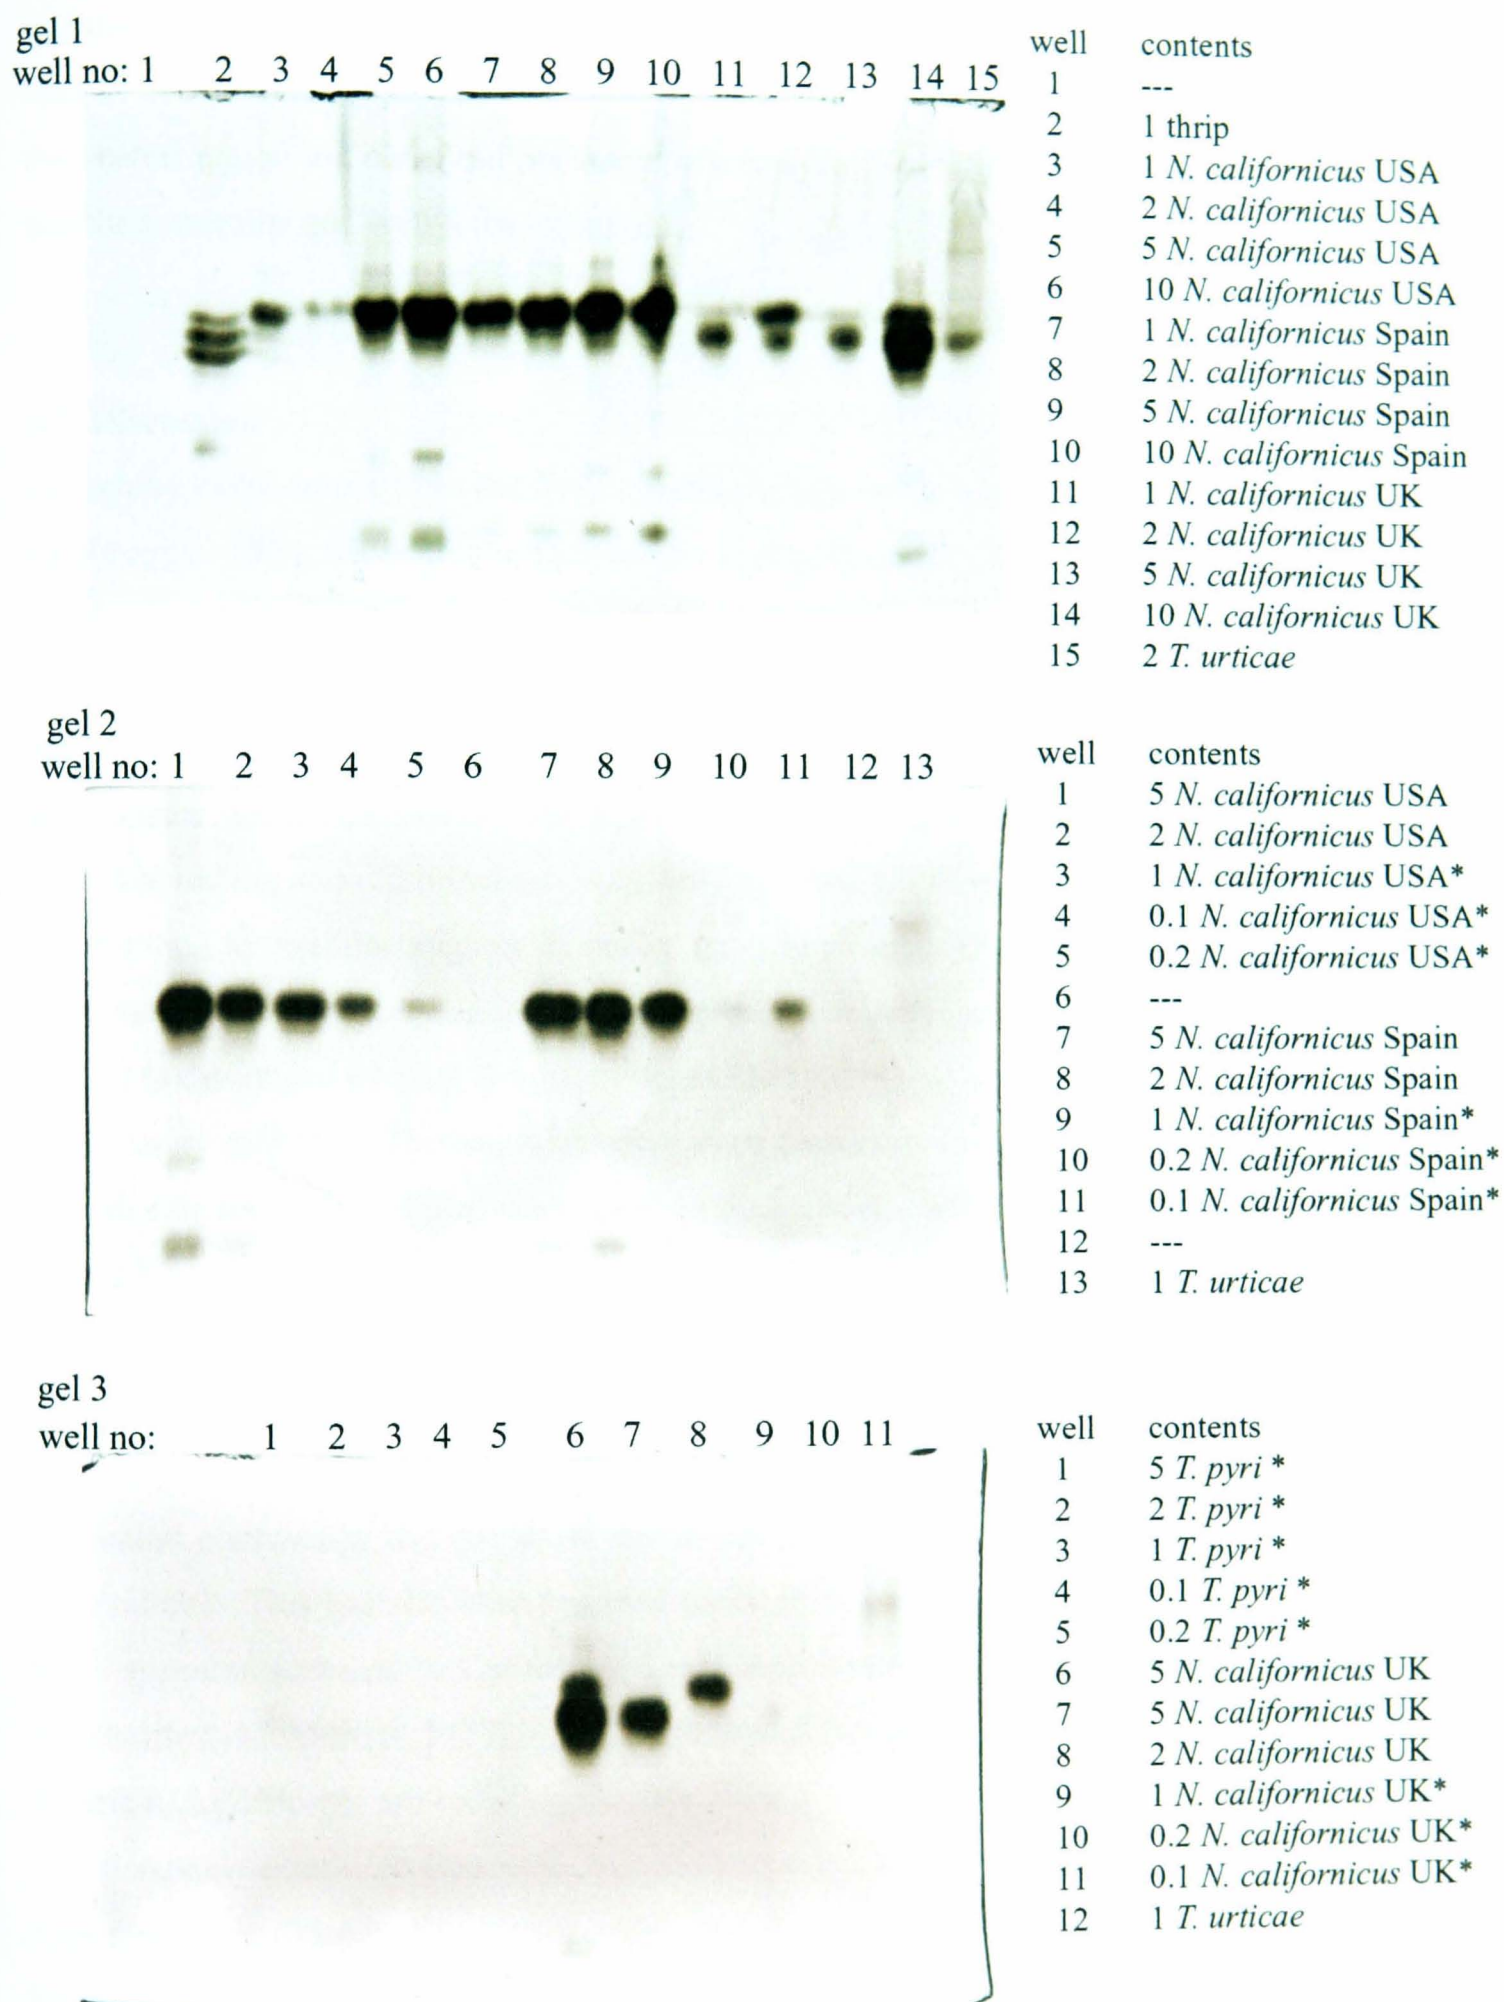 gel 1
well no: 1 2 3 4 5 6 7 8 9 10 11 12 13 14 15
well contents
1 ---
2 1 thrip
3 1 N. californicus USA
4 2 N. californicus USA
5 5 N. californicus USA
6 10 N. californicus USA
7 1 N. californicus Spain
8 2 N. californicus Spain
9 5 N. californicus Spain
10 10 N. californicus Spain
11 1 N. californicus UK
12 2 N. californicus UK
13 5 N. californicus UK
14 10 N. californicus UK
15 2 T. urticae
gel 2
well no: 1 2 3 4 5 6 7 8 9 10 11 12 13
well contents
1 5 N. californicus USA
2 2 N. californicus USA
3 1 N. californicus USA*
4 0.1 N. californicus USA*
5 0.2 N. californicus USA*
6 ---
7 5 N. californicus Spain
8 2 N. californicus Spain
9 1 N. californicus Spain*
10 0.2 N. californicus Spain*
11 0.1 N. californicus Spain*
12 ---
13 1 T. urticae
gel 3
well no: 1 2 3 4 5 6 7 8 9 10 11
well contents
1 5 T. pyri *
2 2 T. pyri *
3 1 T. pyri *
4 0.1 T. pyri *
5 0.2 T. pyri *
6 5 N. californicus UK
7 5 N. californicus UK
8 2 N. californicus UK
9 1 N. californicus UK*
10 0.2 N. californicus UK*
11 0.1 N. californicus UK*
12 1 T. urticae